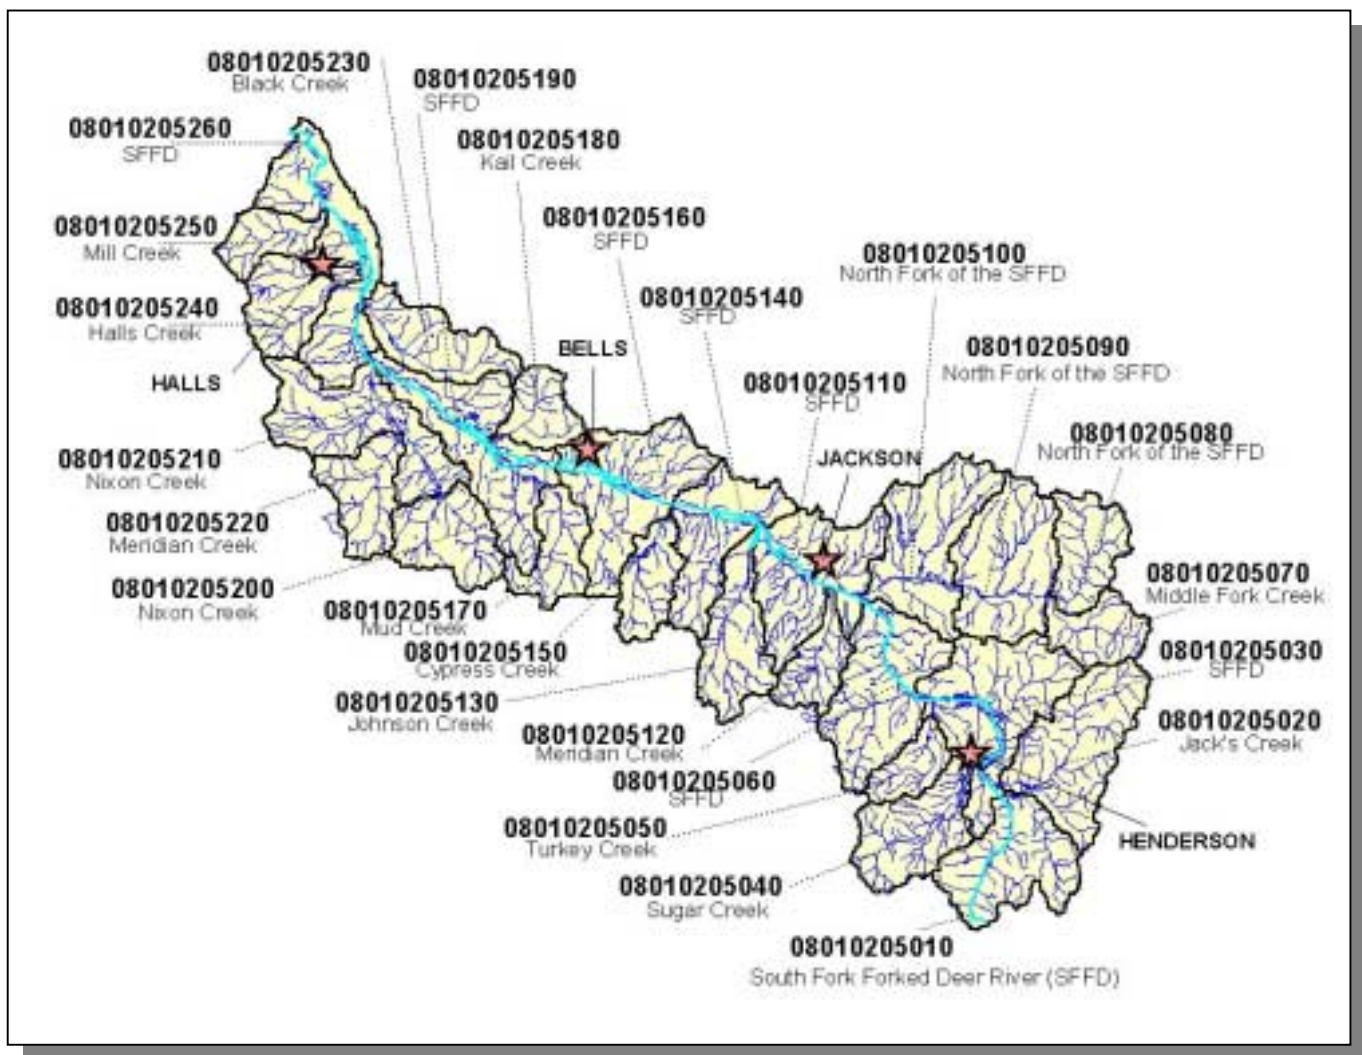 08010205230
Black Creek
08010205190
SFFD
08010205260
SFFD
08010205180
Kail Creek
08010205250
Mill Creek
08010205160
SFFD
08010205100
North Fork of the SFFD
08010205240
Halls Creek
08010205140
SFFD
BELLS
08010205090
North Fork of the SFFD
HALLS
08010205110
SFFD
08010205080
North Fork of the SFFD
JACKSON
08010205210
Nixon Creek
08010205220
Meridian Creek
08010205200
Nixon Creek
08010205070
Middle Fork Creek
08010205170
Mud Creek
08010205150
Cypress Creek
08010205030
SFFD
08010205130
Johnson Creek
08010205020
Jack's Creek
08010205120
Meridian Creek
08010205060
SFFD
08010205050
Turkey Creek
HENDERSON
08010205040
Sugar Creek
08010205010
South Fork Forked Deer River (SFFD)